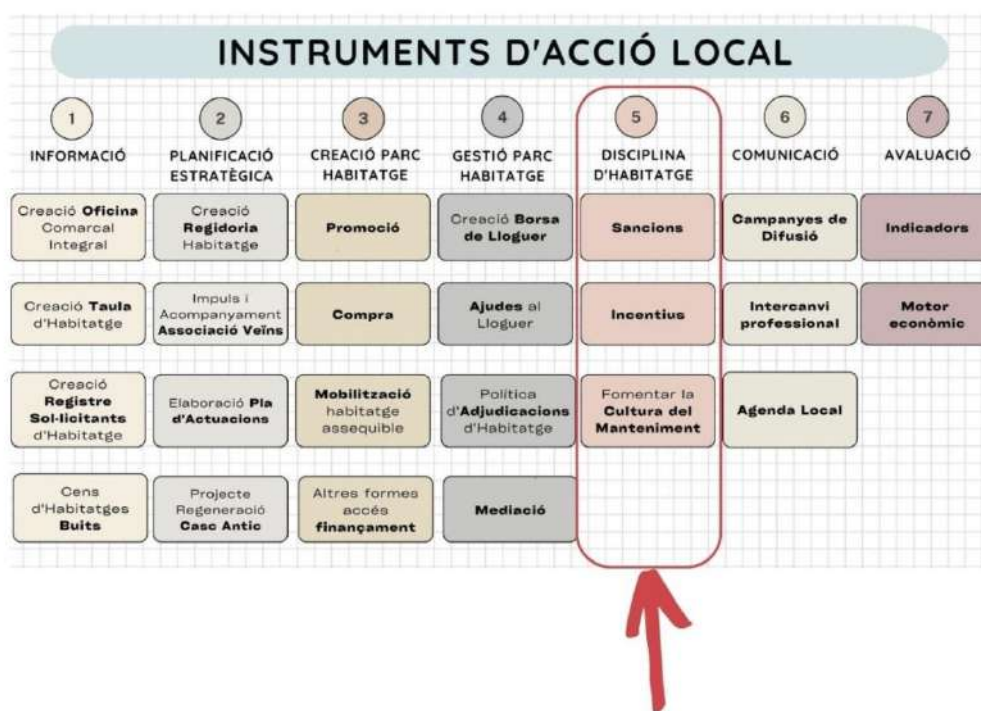 INSTRUMENTS D'ACCIÓ LOCAL
1
INFORMACIÓ
Creació Oficina
Comarcal
Integral
Creació Taula
d'Habitatge
Creació
Registre
Sol·licitants
d'Habitatge
Cens
d'Habitatges
Buits
2
PLANIFICACIÓ
ESTRATÈGICA
Creació
Regidoria
Habitatge
Impuls i
Acompanyament
Associació Veïns
Elaboració Pla
d'Actuacions
Projecte
Regeneració
Casc Antic
3
CREACIÓ PARC
HABITATGE
Promoció
Compra
Mobilització
habitatge
assequible
Altres formes
accés
finançament
4
GESTIÓ PARC
HABITATGE
Creació Borsa
de Lloguer
Ajudes al
Lloguer
Política
d'Adjudicacions
d'Habitatge
Mediació
5
DISCIPLINA
D'HABITATGE
Sancions
Incentius
Fomentar la
Cultura del
Manteniment
6
COMUNICACIÓ
Campanyes de
Difusió
Intercanvi
professional
Agenda Local
7
AVALUACIÓ
Indicadors
Motor
econòmic